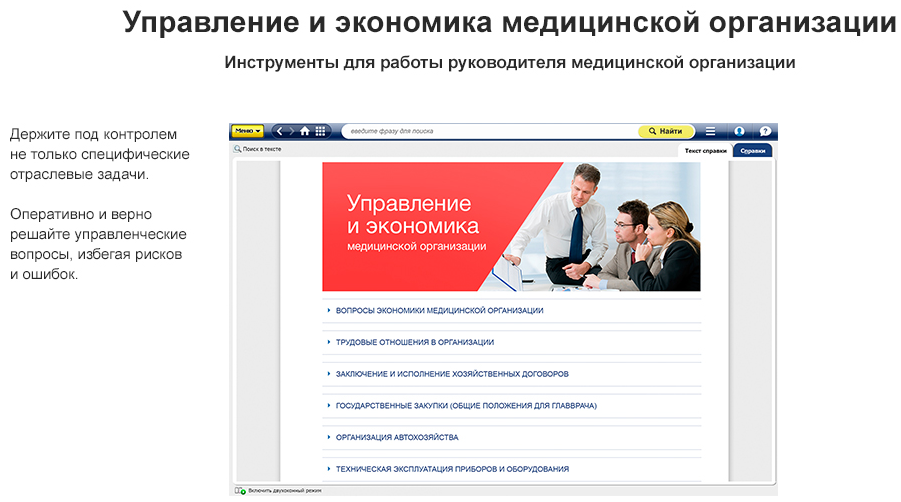 Управление и экономика медицинской организации
Инструменты для работы руководителя медицинской организации
Держите под контролем
не только специфические
отраслевые задачи.
Оперативно и верно
решайте управленческие
вопросы, избегая рисков
и ошибок.
Меню
введите фразу для поиска
Найти
Поиск в тексте
Текст справки
Справки
Управление
и экономика
медицинской организации
ВОПРОСЫ ЭКОНОМИКИ МЕДИЦИНСКОЙ ОРГАНИЗАЦИИ
ТРУДОВЫЕ ОТНОШЕНИЯ В ОРГАНИЗАЦИИ
ЗАКЛЮЧЕНИЕ И ИСПОЛНЕНИЕ ХОЗЯЙСТВЕННЫХ ДОГОВОРОВ
ГОСУДАРСТВЕННЫЕ ЗАКУПКИ (ОБЩИЕ ПОЛОЖЕНИЯ ДЛЯ ГЛАВВРАЧА)
ОРГАНИЗАЦИЯ АВТОХОЗЯЙСТВА
ТЕХНИЧЕСКАЯ ЭКСПЛУАТАЦИЯ ПРИБОРОВ И ОБОРУДОВАНИЯ
Включить двухоконный режим